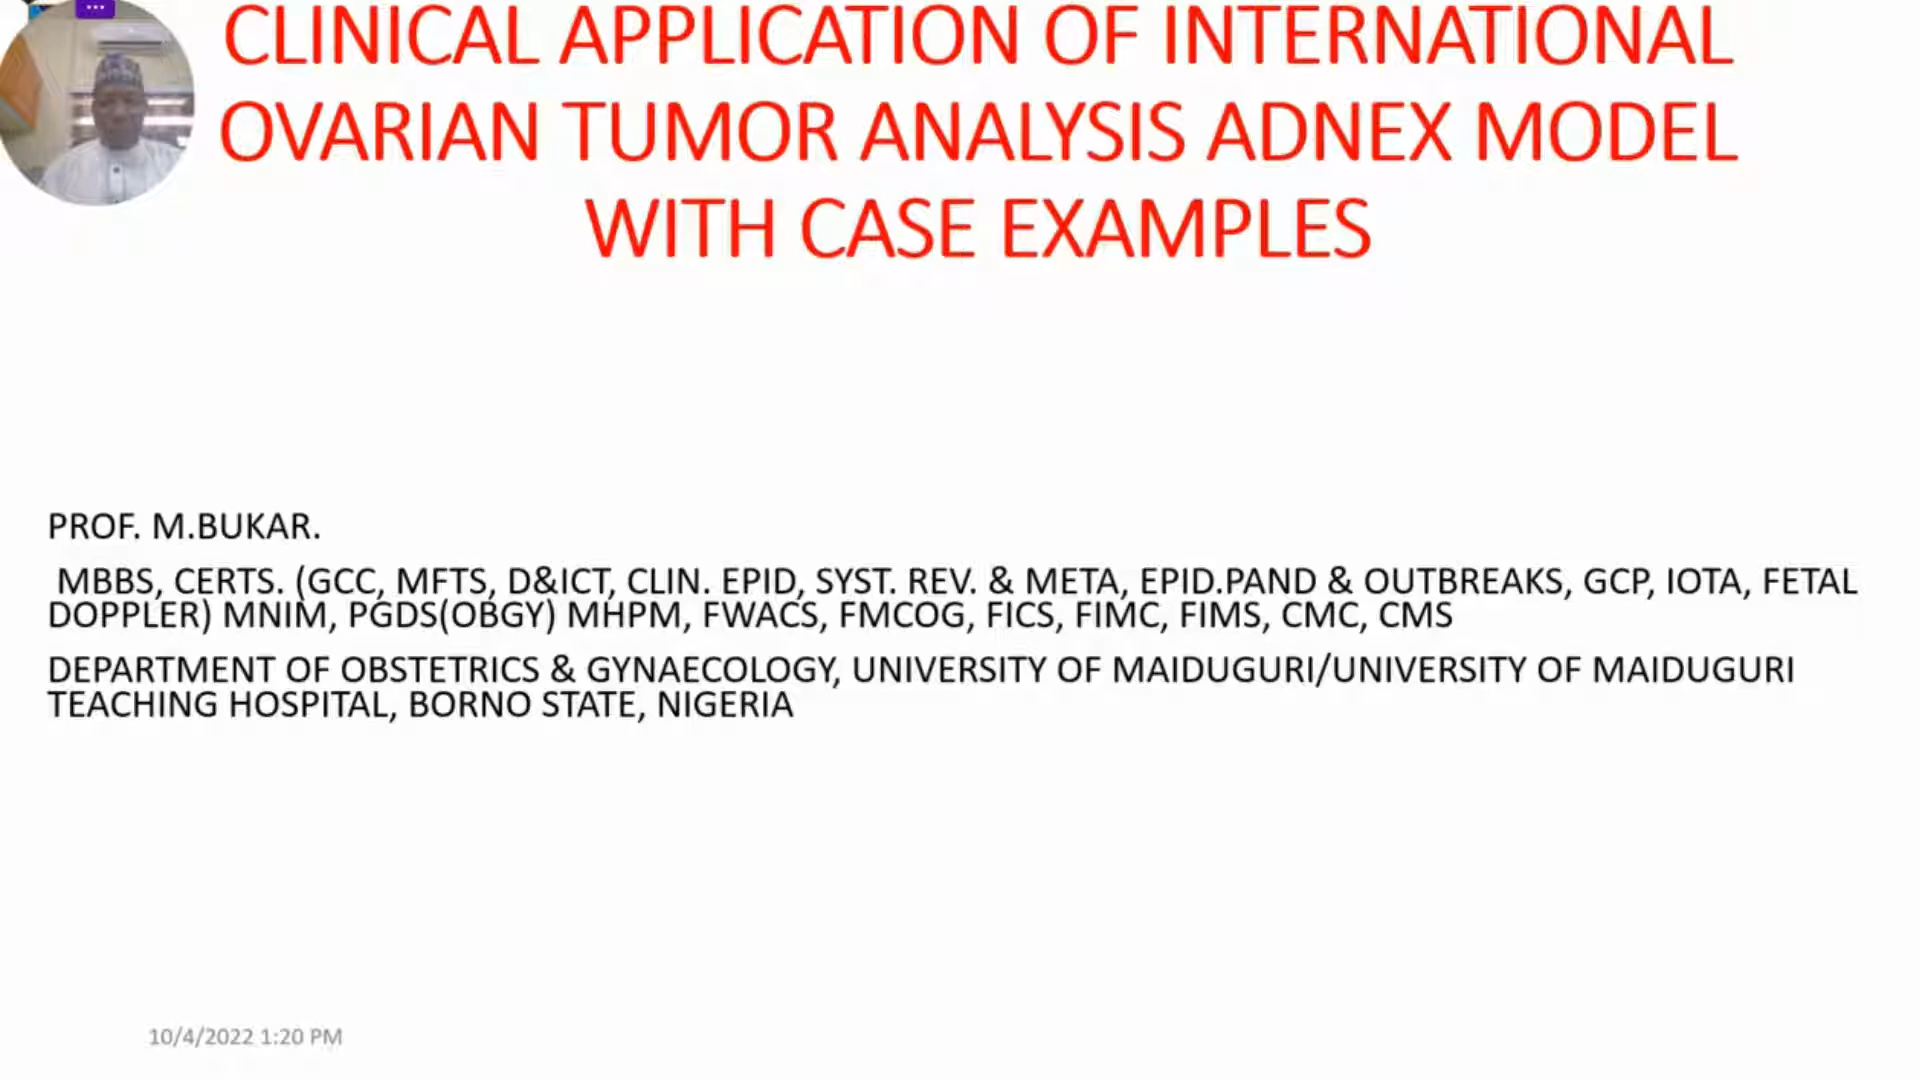 CLINICAL APPLICATION OF INTERNATIONAL
OVARIAN TUMOR ANALYSIS ADNEX MODEL
WITH CASE EXAMPLES
PROF. M.BUKAR.
MBBS, CERTS. (GCC, MFTS, D&ICT, CLIN. EPID, SYST. REV. & META, EPID.PAND & OUTBREAKS, GCP, IOTA, FETAL
DOPPLER) MNIM, PGDS(OBGY) MHPM, FWACS, FMCOG, FICS, FIMC, FIMS, CMC, CMS
DEPARTMENT OF OBSTETRICS & GYNAECOLOGY, UNIVERSITY OF MAIDUGURI/UNIVERSITY OF MAIDUGURI
TEACHING HOSPITAL, BORNO STATE, NIGERIA
10/4/2022 1:20 PM